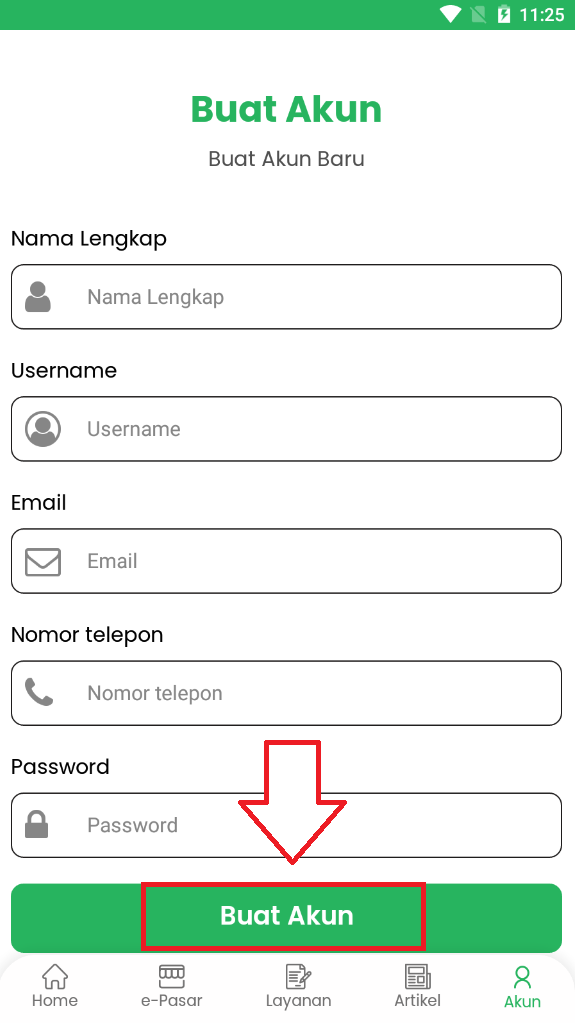 11:25
Buat Akun
Buat Akun Baru
Nama Lengkap
Nama Lengkap
Username
Username
Email
Email
Nomor telepon
Nomor telepon
Password
Password
Buat Akun
Home e-Pasar Layanan Artikel Akun